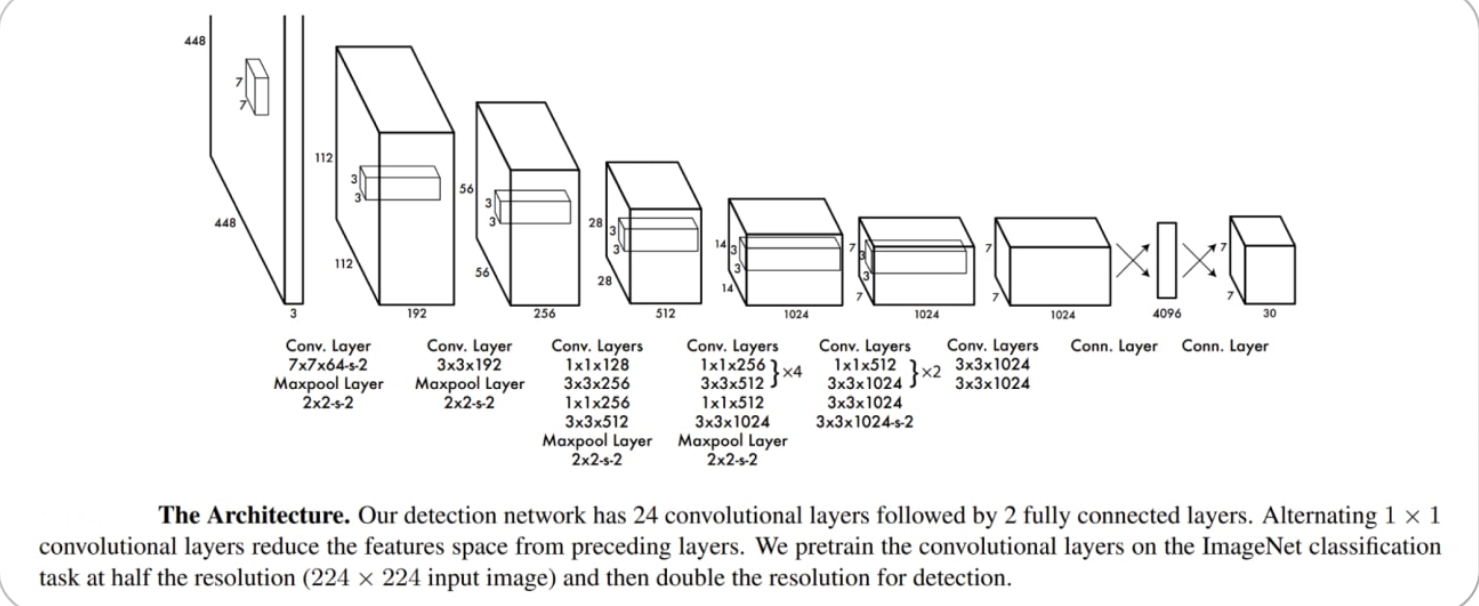 448
7
7
448
3
112
3
3
112
192
56
3
3
56
256
28
3
3
28
512
14
3
3
14
1024
7
3
3
7
1024
7
7
1024
4096
7
7
30
Conv. Layer
7x7x64-s-2
Maxpool Layer
2x2-s-2
Conv. Layer
3x3x192
Maxpool Layer
2x2-s-2
Conv. Layers
1x1x128
3x3x256
1x1x256
3x3x512
Maxpool Layer
2x2-s-2
Conv. Layers
1x1x256
3x3x512
}×4
1x1x512
3x3x1024
Maxpool Layer
2x2-s-2
Conv. Layers
1x1x512
3x3x1024
}×2
3x3x1024
3x3x1024-s-2
Conv. Layers
3x3x1024
3x3x1024
Conn. Layer
Conn. Layer
The Architecture. Our detection network has 24 convolutional layers followed by 2 fully connected layers. Alternating 1 × 1
convolutional layers reduce the features space from preceding layers. We pretrain the convolutional layers on the ImageNet classification
task at half the resolution (224 × 224 input image) and then double the resolution for detection.